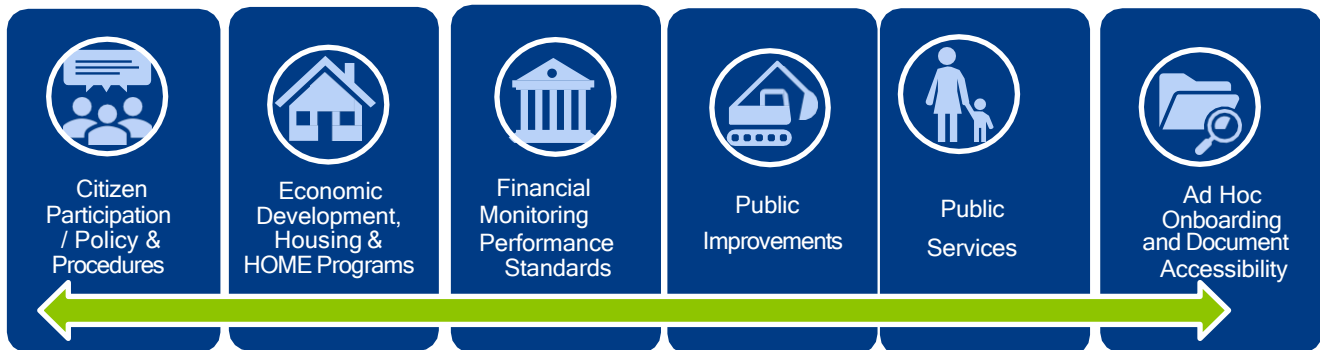 Citizen
Participation
/ Policy &
Procedures
Economic
Development,
Housing &
HOME Programs
Financial
Monitoring
Performance
Standards
Public
Improvements
Public
Services
Ad Hoc
Onboarding
and Document
Accessibility